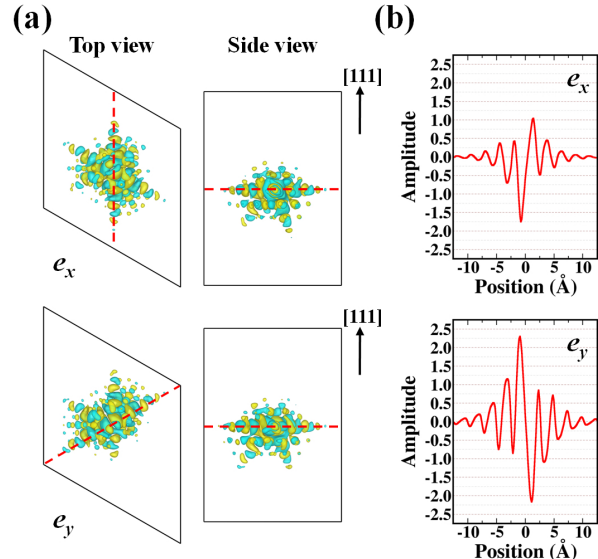 (a)
Top view
Side view
[111]
e_x
[111]
e_y
(b)
2.5
2.0
1.5
1.0
0.5
0.0
-0.5
-1.0
-1.5
-2.0
-2.5
Amplitude
e_x
-10 -5 0 5 10
Position (Å)
2.5
2.0
1.5
1.0
0.5
0.0
-0.5
-1.0
-1.5
-2.0
-2.5
Amplitude
e_y
-10 -5 0 5 10
Position (Å)